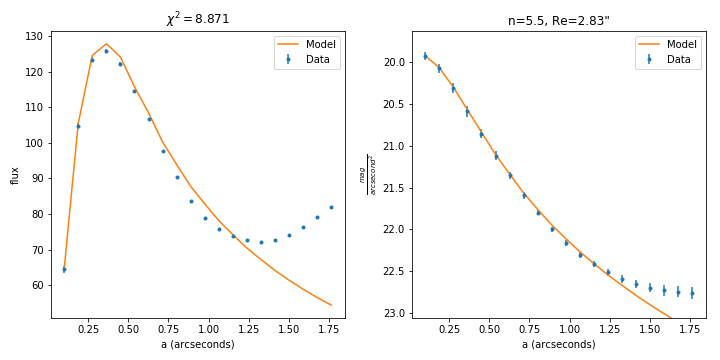 χ² = 8.871
130
120
110
100
90
80
70
60
flux
0.25 0.50 0.75 1.00 1.25 1.50 1.75
a (arcseconds)
Model
Data
n=5.5, Re=2.83"
20.0
20.5
21.0
21.5
22.0
22.5
23.0
mag
arcsecond²
0.25 0.50 0.75 1.00 1.25 1.50 1.75
a (arcseconds)
Model
Data